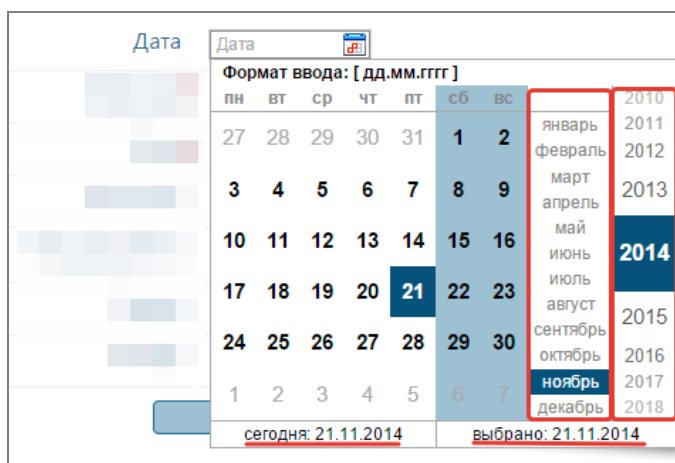 Дата Дата
Формат ввода: [ дд.мм.гггг ]
пн вт ср чт пт сб вс
27 28 29 30 31 1 2
3 4 5 6 7 8 9
10 11 12 13 14 15 16
17 18 19 20 21 22 23
24 25 26 27 28 29 30
1 2 3 4 5 6 7
январь
февраль
март
апрель
май
июнь
июль
август
сентябрь
октябрь
ноябрь
декабрь
2010
2011
2012
2013
2014
2015
2016
2017
2018
сегодня: 21.11.2014 выбрано: 21.11.2014